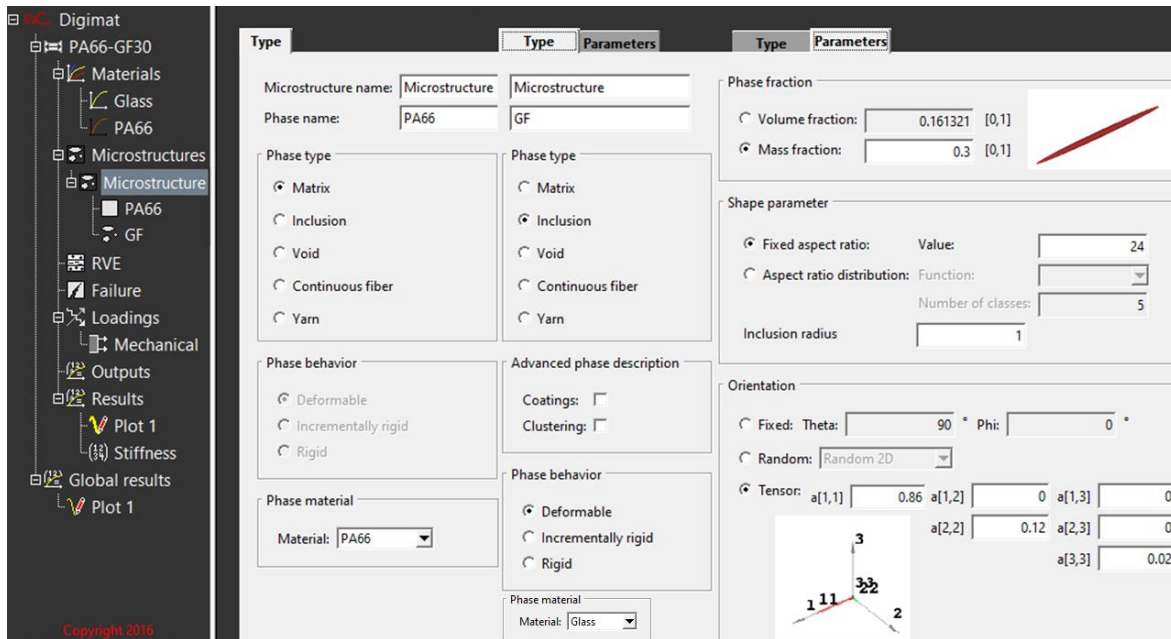 Digimat
PA66-GF30
Materials
Glass
PA66
Microstructures
Microstructure
PA66
GF
RVE
Failure
Loadings
Mechanical
Outputs
Results
Plot 1
Stiffness
Global results
Plot 1
Copyright 2016
Type
Microstructure name: Microstructure
Phase name: PA66
Phase type
Matrix
Inclusion
Void
Continuous fiber
Yarn
Phase behavior
Deformable
Incrementally rigid
Rigid
Phase material
Material: PA66
Type Parameters
Microstructure
GF
Phase type
Matrix
Inclusion
Void
Continuous fiber
Yarn
Advanced phase description
Coatings:
Clustering:
Phase behavior
Deformable
Incrementally rigid
Rigid
Phase material
Material: Glass
Type Parameters
Phase fraction
Volume fraction: 0.161321 [0,1]
Mass fraction: 0.3 [0,1]
Shape parameter
Fixed aspect ratio: Value: 24
Aspect ratio distribution: Function:
Number of classes: 5
Inclusion radius 1
Orientation
Fixed: Theta: 90 ° Phi: 0 °
Random: Random 2D
Tensor: a[1,1] 0.86 a[1,2] 0 a[1,3] 0
a[2,2] 0.12 a[2,3] 0
a[3,3] 0.02
3
1 11 2